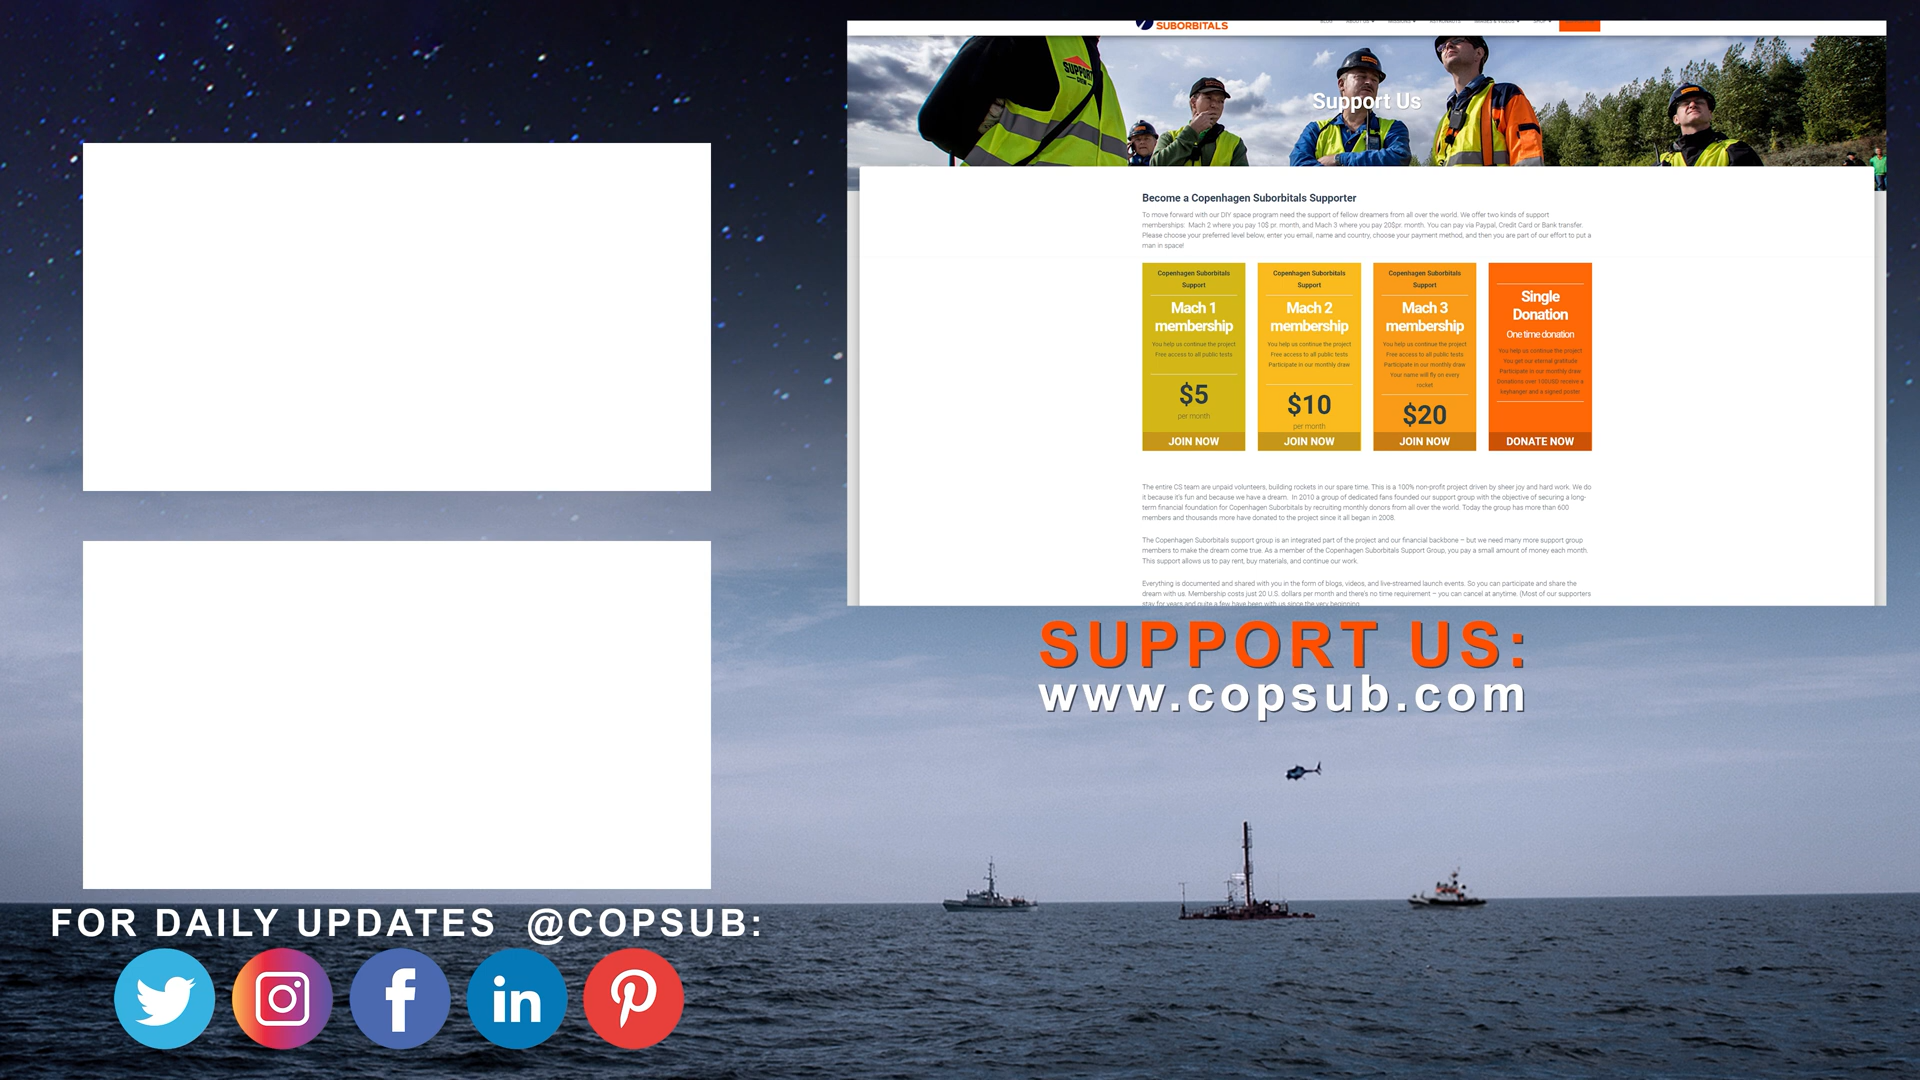 SUBORBITALS
BLOG ABOUT US MISSIONS ASTRONAUTS IMAGES & VIDEOS SHOP
SUPPORT
Support Us
Become a Copenhagen Suborbitals Supporter
To move forward with our DIY space program need the support of fellow dreamers from all over the world. We offer two kinds of support
memberships: Mach 2 where you pay 10$ pr. month, and Mach 3 where you pay 20$pr. month. You can pay via Paypal, Credit Card or Bank transfer.
Please choose your preferred level below, enter you email, name and country, choose your payment method, and then you are part of our effort to put a
man in space!
Copenhagen Suborbitals
Support
Mach 1
membership
You help us continue the project
Free access to all public tests
$5
per month
JOIN NOW
Copenhagen Suborbitals
Support
Mach 2
membership
You help us continue the project
Free access to all public tests
Participate in our monthly draw
$10
per month
JOIN NOW
Copenhagen Suborbitals
Support
Mach 3
membership
You help us continue the project
Free access to all public tests
Participate in our monthly draw
Your name will fly on every
rocket
$20
JOIN NOW
Single
Donation
One time donation
You help us continue the project
You get our eternal gratitude
Participate in our monthly draw
Donations over 100USD receive a
keyhanger and a signed poster
DONATE NOW
The entire CS team are unpaid volunteers, building rockets in our spare time. This is a 100% non-profit project driven by sheer joy and hard work. We do
it because it's fun and because we have a dream. In 2010 a group of dedicated fans founded our support group with the objective of securing a long-
term financial foundation for Copenhagen Suborbitals by recruiting monthly donors from all over the world. Today the group has more than 600
members and thousands more have donated to the project since it all began in 2008.
The Copenhagen Suborbitals support group is an integrated part of the project and our financial backbone – but we need many more support group
members to make the dream come true. As a member of the Copenhagen Suborbitals Support Group, you pay a small amount of money each month.
This support allows us to pay rent, buy materials, and continue our work.
Everything is documented and shared with you in the form of blogs, videos, and live-streamed launch events. So you can participate and share the
dream with us. Membership costs just 20 U.S. dollars per month and there's no time requirement – you can cancel at anytime. (Most of our supporters
stay for years and quite a few have been with us since the very beginning.
SUPPORT US:
www.copsub.com
FOR DAILY UPDATES @COPSUB: